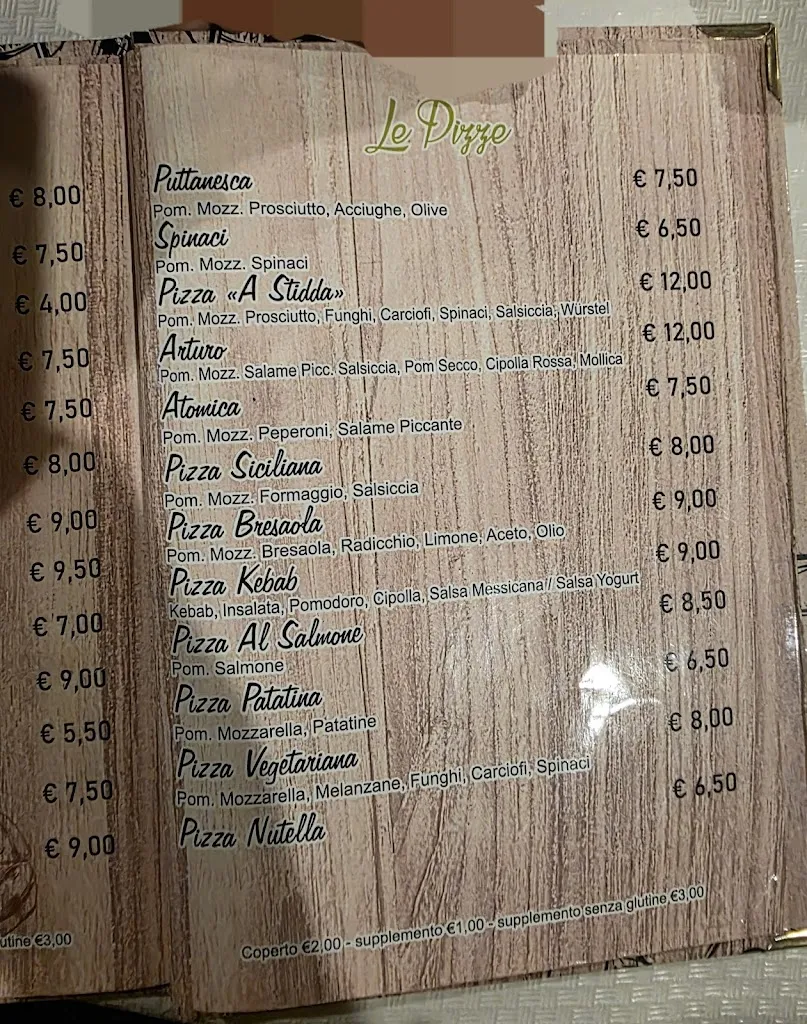 € 8,00
€ 7,50
€ 4,00
€ 7,50
€ 7,50
€ 8,00
€ 9,00
€ 9,50
€ 7,00
€ 9,00
€ 5,50
€ 7,50
€ 9,00
utine €3,00
Le Pizze
Puttanesca € 7,50
Pom. Mozz. Prosciutto, Acciughe, Olive
Spinaci € 6,50
Pom. Mozz. Spinaci
Pizza «A Stidda» € 12,00
Pom. Mozz. Prosciutto, Funghi, Carciofi, Spinaci, Salsiccia, Würstel
Arturo € 12,00
Pom. Mozz. Salame Picc. Salsiccia, Pom Secco, Cipolla Rossa, Mollica
Atomica € 7,50
Pom. Mozz. Peperoni, Salame Piccante
Pizza Siciliana € 8,00
Pom. Mozz. Formaggio, Salsiccia
Pizza Bresaola € 9,00
Pom. Mozz. Bresaola, Radicchio, Limone, Aceto, Olio
Pizza Kebab € 9,00
Kebab, Insalata, Pomodoro, Cipolla, Salsa Messicana // Salsa Yogurt
Pizza Al Salmone € 8,50
Pom. Salmone
Pizza Patatina € 6,50
Pom. Mozzarella, Patatine
Pizza Vegetariana € 8,00
Pom. Mozzarella, Melanzane, Funghi, Carciofi, Spinaci
Pizza Nutella € 6,50
Coperto €2,00 - supplemento €1,00 - supplemento senza glutine €3,00